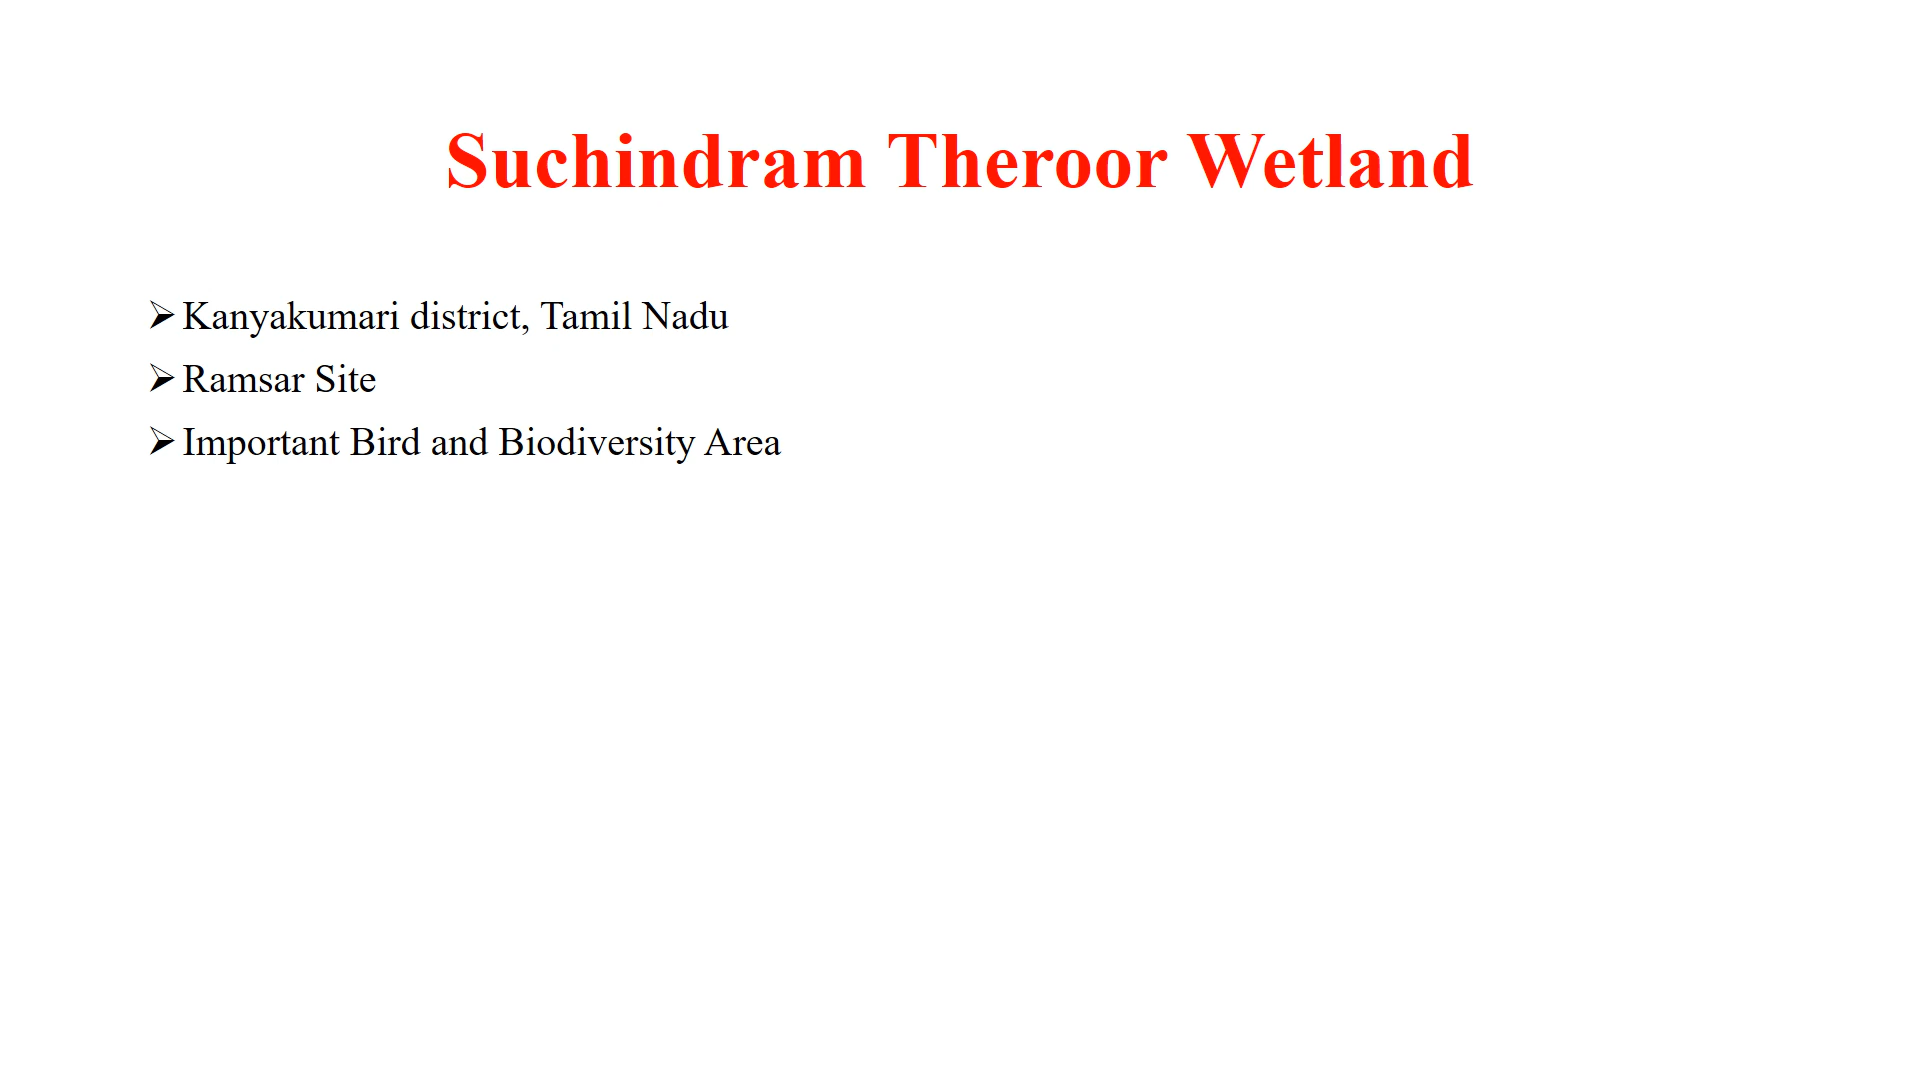 Suchindram Theroor Wetland
➢ Kanyakumari district, Tamil Nadu
➢ Ramsar Site
➢ Important Bird and Biodiversity Area